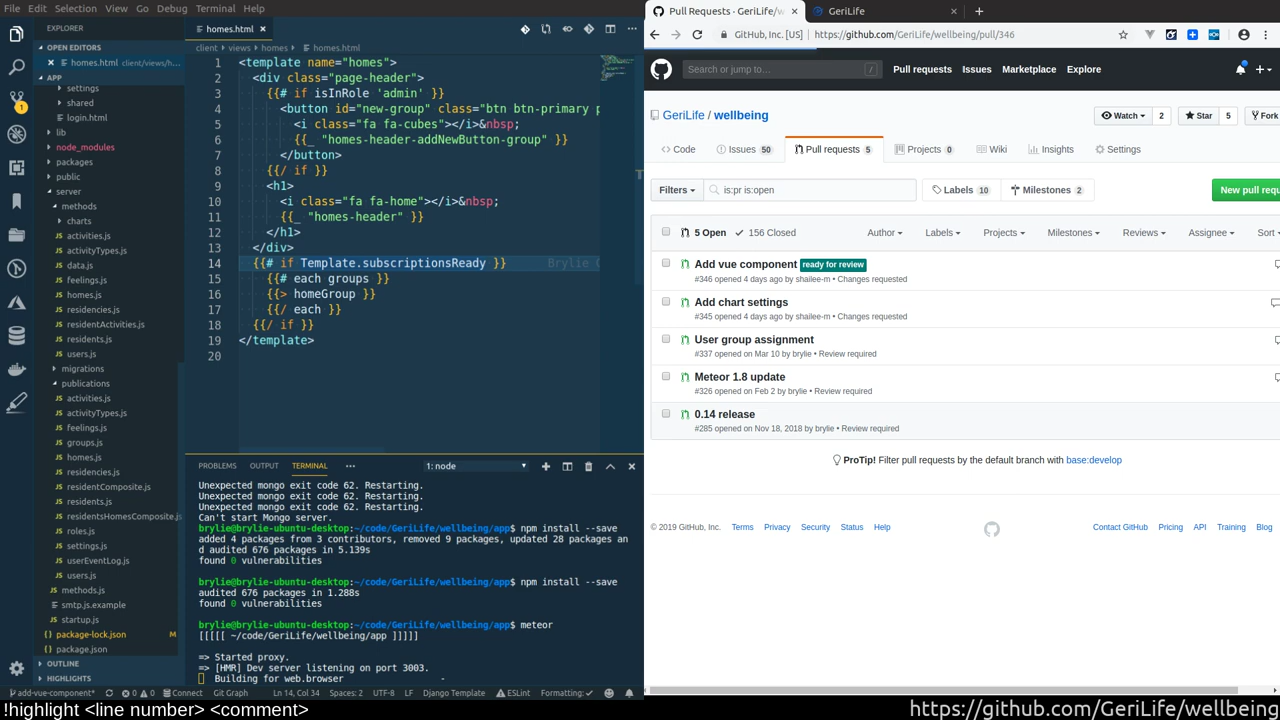 File Edit Selection View Go Debug Terminal Help
EXPLORER
OPEN EDITORS
homes.html client/views/h...
APP
settings
shared
login.html
lib
node_modules
packages
public
server
methods
charts
activities.js
activityTypes.js
data.js
feelings.js
homes.js
residencies.js
residentActivities.js
residents.js
users.js
migrations
publications
activities.js
activityTypes.js
feelings.js
groups.js
homes.js
residencies.js
residentComposite.js
residents.js
residentsHomesComposite.js
roles.js
settings.js
userEventLog.js
users.js
methods.js
smtp.js.example
startup.js
package-lock.json M
package.json
OUTLINE
HIGHLIGHTS
homes.html
client views homes homes.html
1 <template name="homes">
2 <div class="page-header">
3 {{# if isInRole 'admin' }}
4 <button id="new-group" class="btn btn-primary p
5 <i class="fa fa-cubes"></i>&nbsp;
6 {{_ "homes-header-addNewButton-group" }}
7 </button>
8 {{/ if }}
9 <h1>
10 <i class="fa fa-home"></i>&nbsp;
11 {{_ "homes-header" }}
12 </h1>
13 </div>
14 {{# if Template.subscriptionsReady }} Brylie
15 {{# each groups }}
16 {{> homeGroup }}
17 {{/ each }}
18 {{/ if }}
19 </template>
20
PROBLEMS OUTPUT TERMINAL ••• 1: node
Unexpected mongo exit code 62. Restarting.
Unexpected mongo exit code 62. Restarting.
Unexpected mongo exit code 62. Restarting.
Can't start Mongo server.
brylie@brylie-ubuntu-desktop:~/code/GeriLife/wellbeing/app$ npm install --save
added 4 packages from 3 contributors, removed 9 packages, updated 28 packages an
d audited 676 packages in 5.139s
found 0 vulnerabilities
brylie@brylie-ubuntu-desktop:~/code/GeriLife/wellbeing/app$ npm install --save
audited 676 packages in 1.288s
found 0 vulnerabilities
brylie@brylie-ubuntu-desktop:~/code/GeriLife/wellbeing/app$ meteor
[[[[[ ~/code/GeriLife/wellbeing/app ]]]]]
=> Started proxy.
=> [HMR] Dev server listening on port 3003.
Building for web.browser -
add-vue-component* 0 0 Connect Git Graph Ln 14, Col 34 Spaces: 2 UTF-8 LF Django Template ESLint Formatting: ✓
Pull Requests · GeriLife/w GeriLife
GitHub, Inc. [US] https://github.com/GeriLife/wellbeing/pull/346
Search or jump to... / Pull requests Issues Marketplace Explore
GeriLife / wellbeing Watch 2 Star 5 Fork
Code Issues 50 Pull requests 5 Projects 0 Wiki Insights Settings
Filters is:pr is:open Labels 10 Milestones 2 New pull requ
5 Open 156 Closed Author Labels Projects Milestones Reviews Assignee Sort
Add vue component ready for review
#346 opened 4 days ago by shailee-m • Changes requested
Add chart settings
#345 opened 4 days ago by shailee-m • Changes requested
User group assignment
#337 opened on Mar 10 by brylie • Review required
Meteor 1.8 update
#326 opened on Feb 2 by brylie • Review required
0.14 release
#285 opened on Nov 18, 2018 by brylie • Review required
ProTip! Filter pull requests by the default branch with base:develop
© 2019 GitHub, Inc. Terms Privacy Security Status Help Contact GitHub Pricing API Training Blog
!highlight <line number> <comment> https://github.com/GeriLife/wellbeing